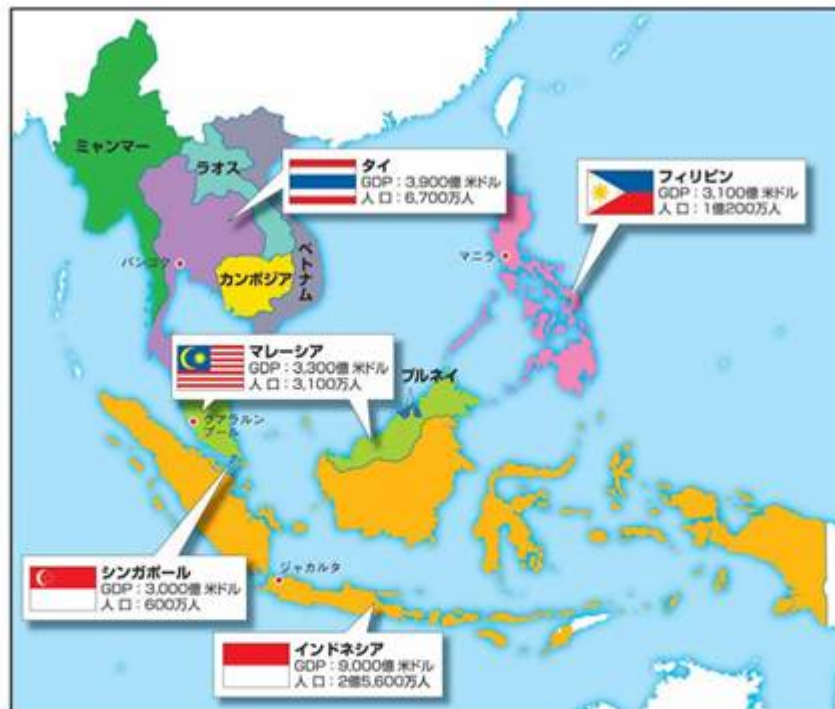 ミャンマー
ラオス
タイ
GDP：3,900億 米ドル
人 口：6,700万人
フィリピン
GDP：3,100億 米ドル
人 口：1億200万人
バンコク
マニラ
カンボジア
ベトナム
マレーシア
GDP：3,300億 米ドル
人 口：3,100万人
ブルネイ
クアラルン
プール
シンガポール
GDP：3,000億 米ドル
人 口：600万人
ジャカルタ
インドネシア
GDP：9,000億 米ドル
人 口：2億5,600万人